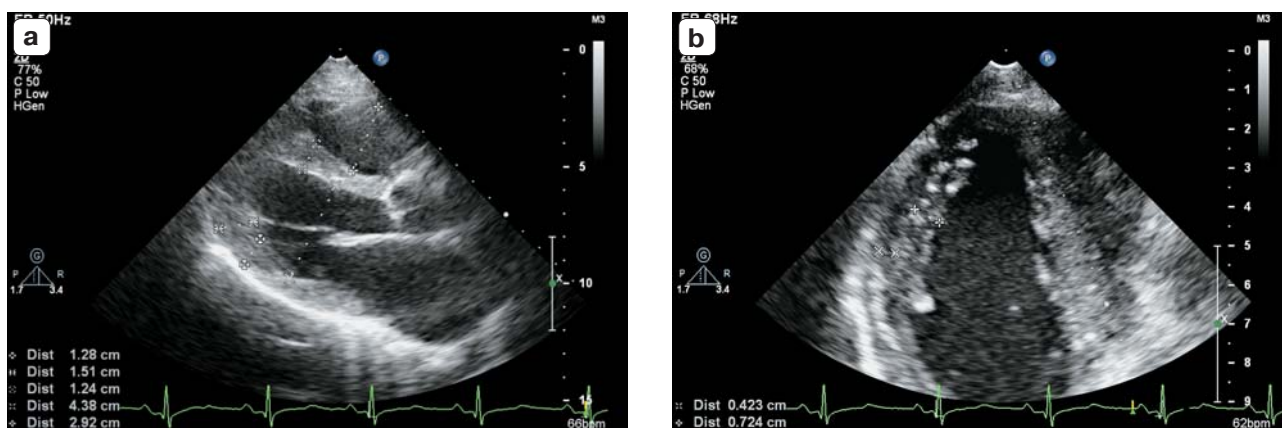 a
FR 50Hz
2D
77%
C 50
P Low
HGen
M3
P
0
5
10
15
G
P R
1.7 3.4
X
Dist 1.28 cm
Dist 1.51 cm
Dist 1.24 cm
Dist 4.38 cm
Dist 2.92 cm
66bpm
b
FR 68Hz
2D
68%
C 50
P Low
HGen
M3
P
0
1
2
3
4
5
6
7
8
9
G
P R
1.7 3.4
X
Dist 0.423 cm
Dist 0.724 cm
62bpm